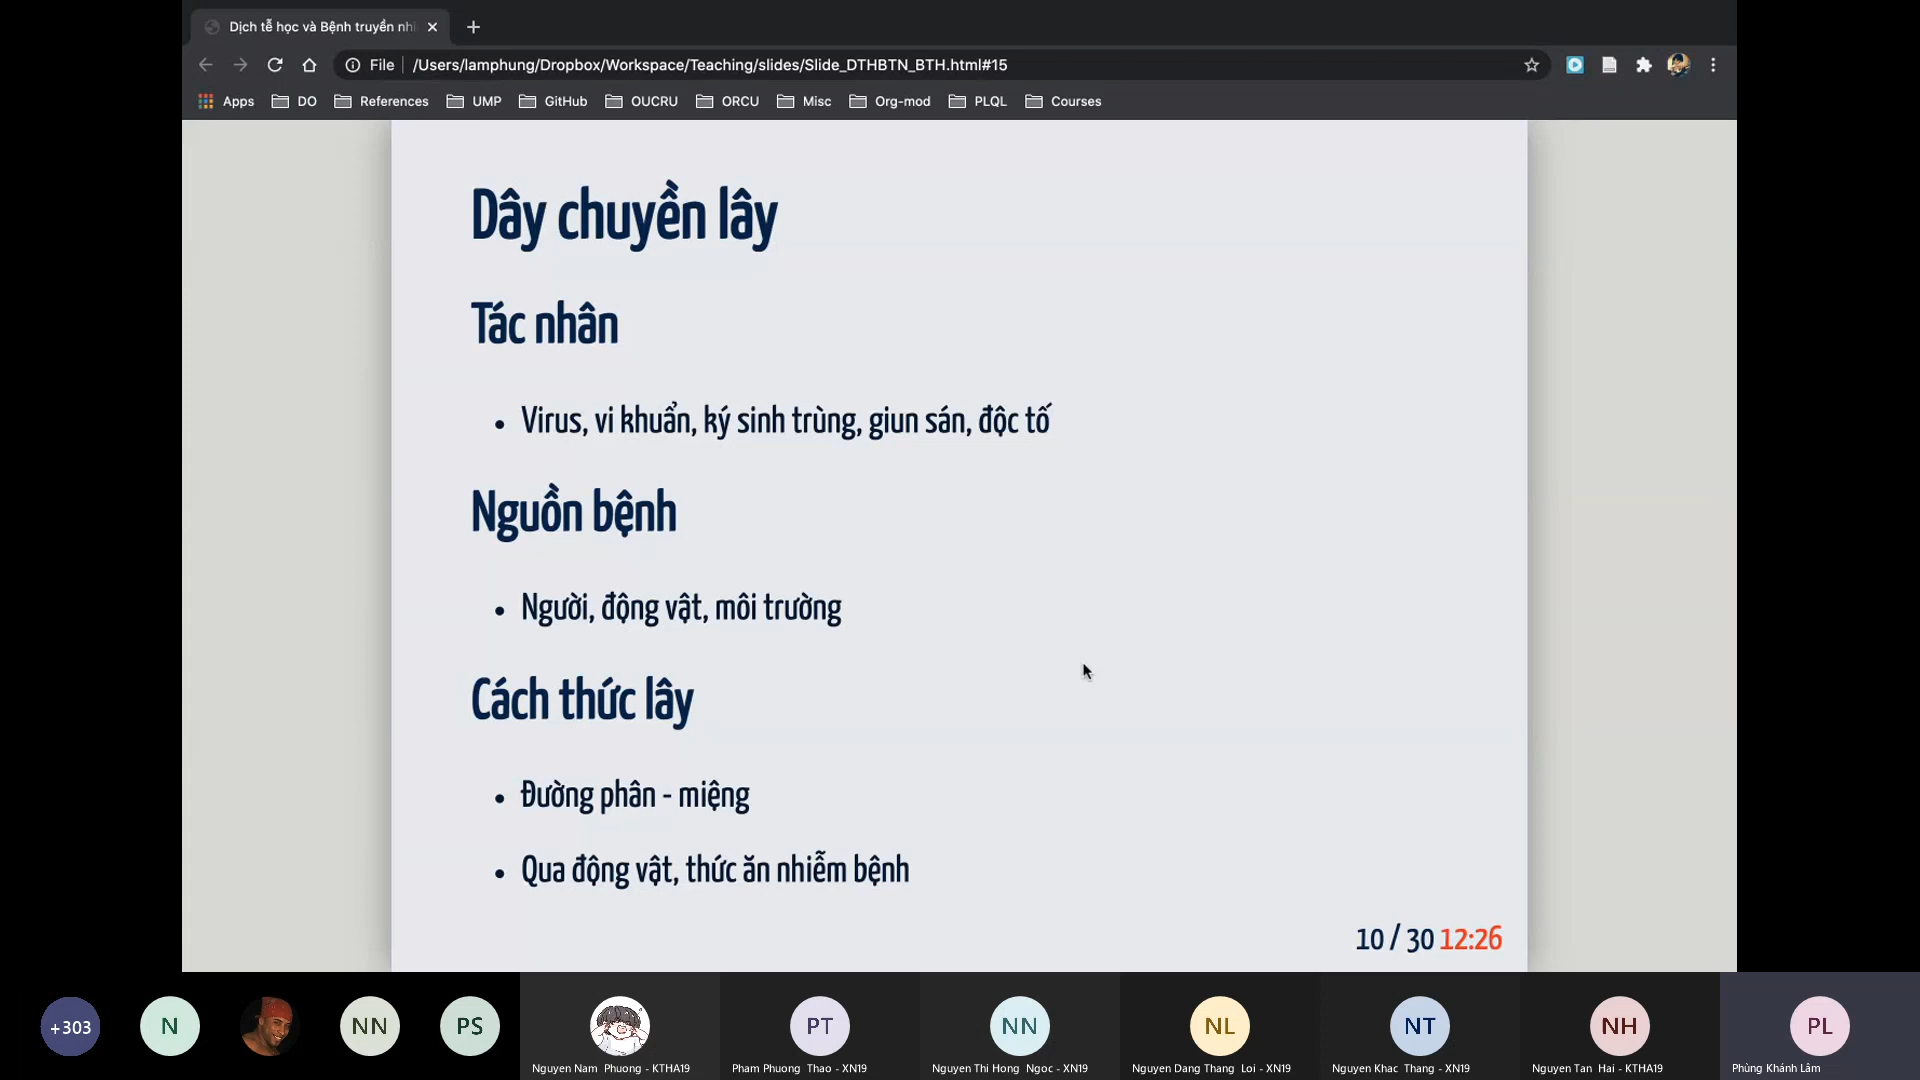 Dịch tễ học và Bệnh truyền nhi
File /Users/lamphung/Dropbox/Workspace/Teaching/slides/Slide_DTHBTN_BTH.html#15
Apps DO References UMP GitHub OUCRU ORCU Misc Org-mod PLQL Courses
Dây chuyền lây
Tác nhân
• Virus, vi khuẩn, ký sinh trùng, giun sán, độc tố
Nguồn bệnh
• Người, động vật, môi trường
Cách thức lây
• Đường phân - miệng
• Qua động vật, thức ăn nhiễm bệnh
10 / 30 12:26
+303 N NN PS PT NN NL NT NH PL
Nguyen Nam Phuong - KTHA19 Pham Phuong Thao - XN19 Nguyen Thi Hong Ngoc - XN19 Nguyen Dang Thang Loi - XN19 Nguyen Khac Thang - XN19 Nguyen Tan Hai - KTHA19 Phùng Khánh Lâm